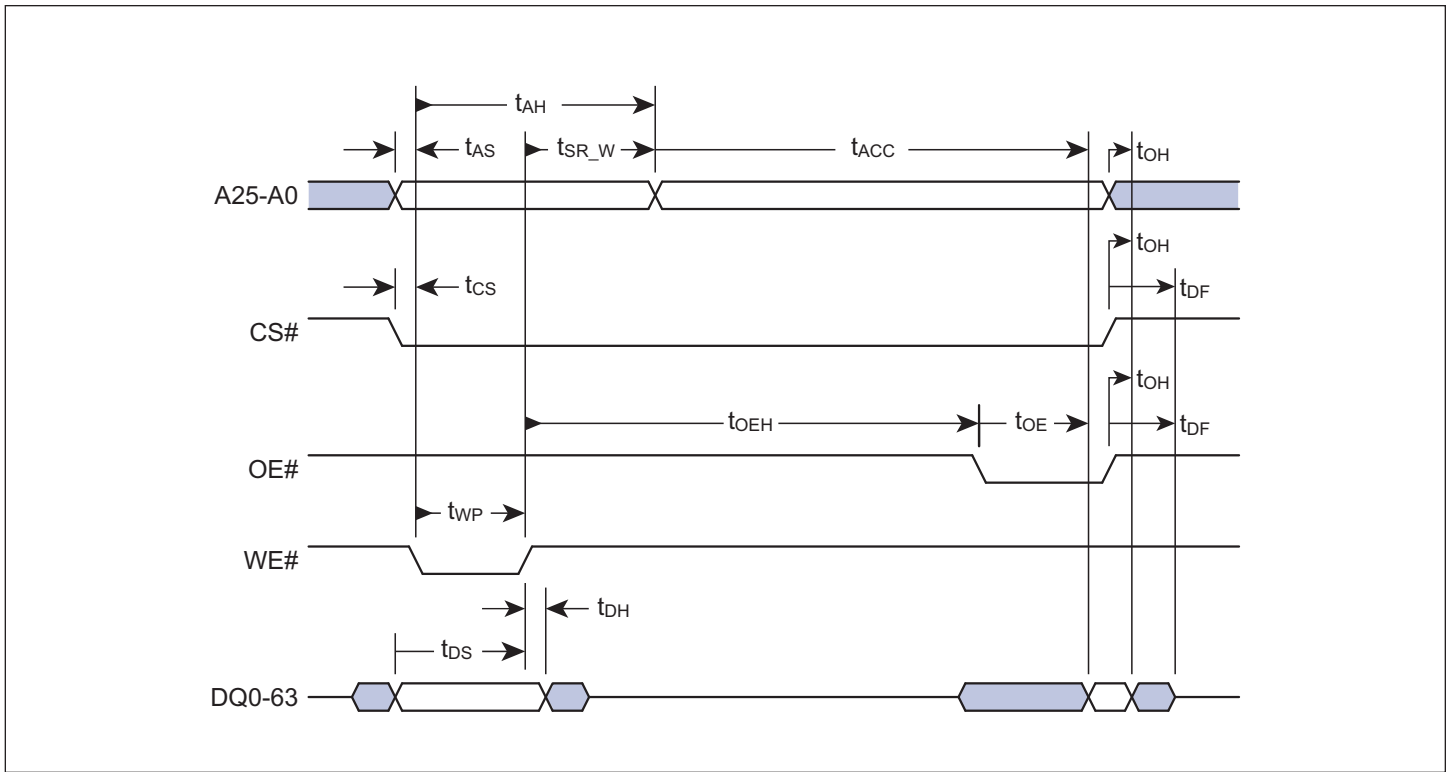 tAH
tAS tSR_W tACC tOH
A25-A0
tOH
tCS tDF
CS#
tOH
tOEH tOE tDF
OE#
tWP
WE#
tDH
tDS
DQ0-63